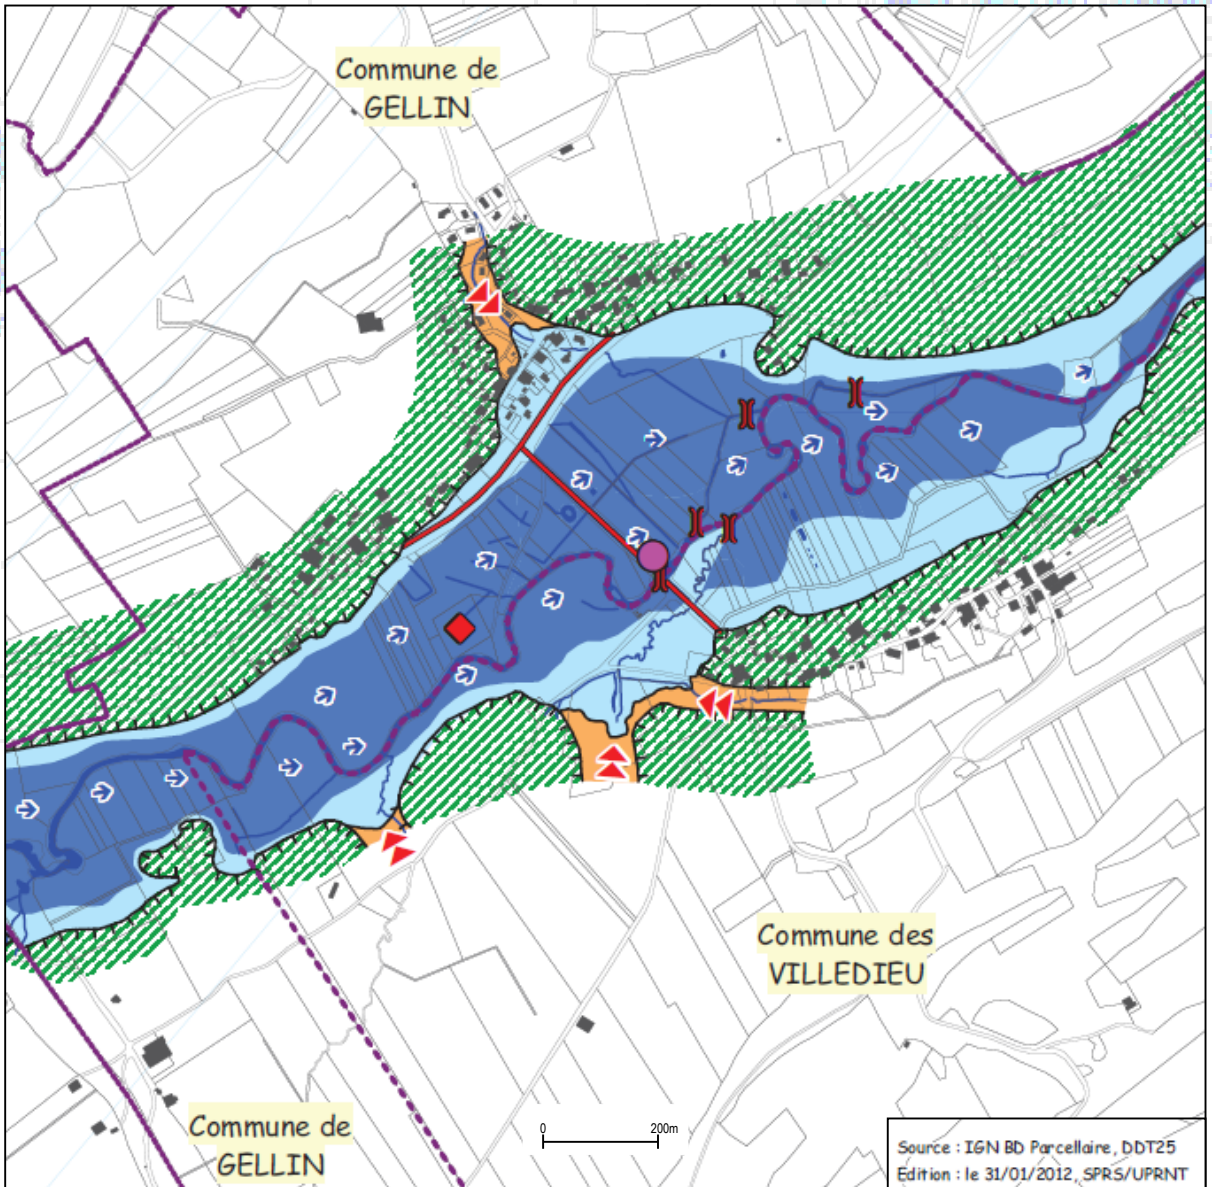 Commune de
GELLIN
Commune des
VILLEDIEU
Commune de
GELLIN
0 200m
Source : IGN BD Parcellaire, DDT25
Edition : le 31/01/2012, SPRS/UPRNT